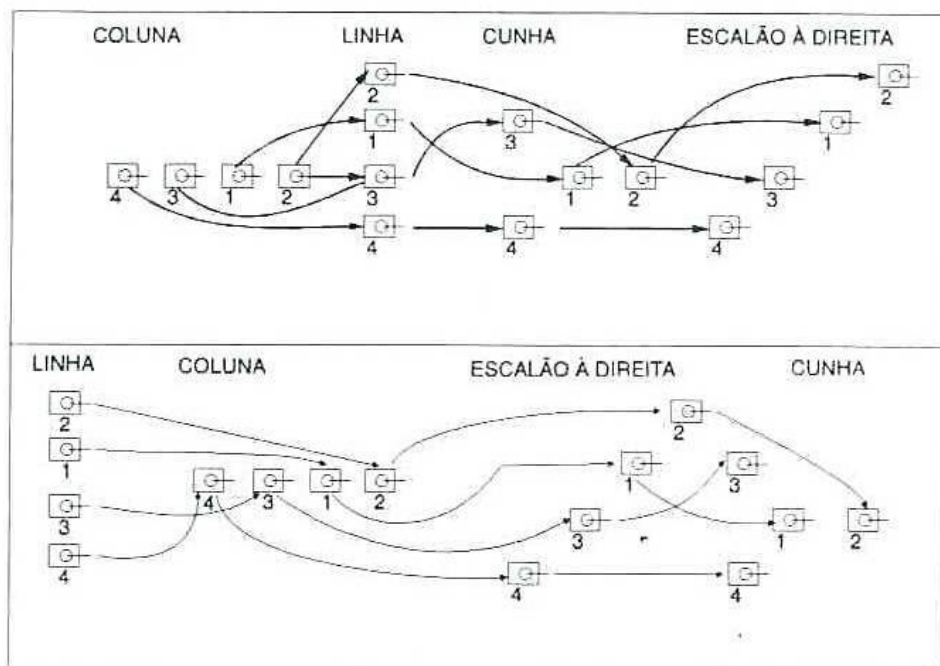 COLUNA LINHA CUNHA ESCALÃO À DIREITA
2 2
1 3 1
4 3 1 2 3 1 2 3
4 4 4
LINHA COLUNA ESCALÃO À DIREITA CUNHA
2 2
1 4 3 1 2 1 3
3 3 1 2
4 4 4